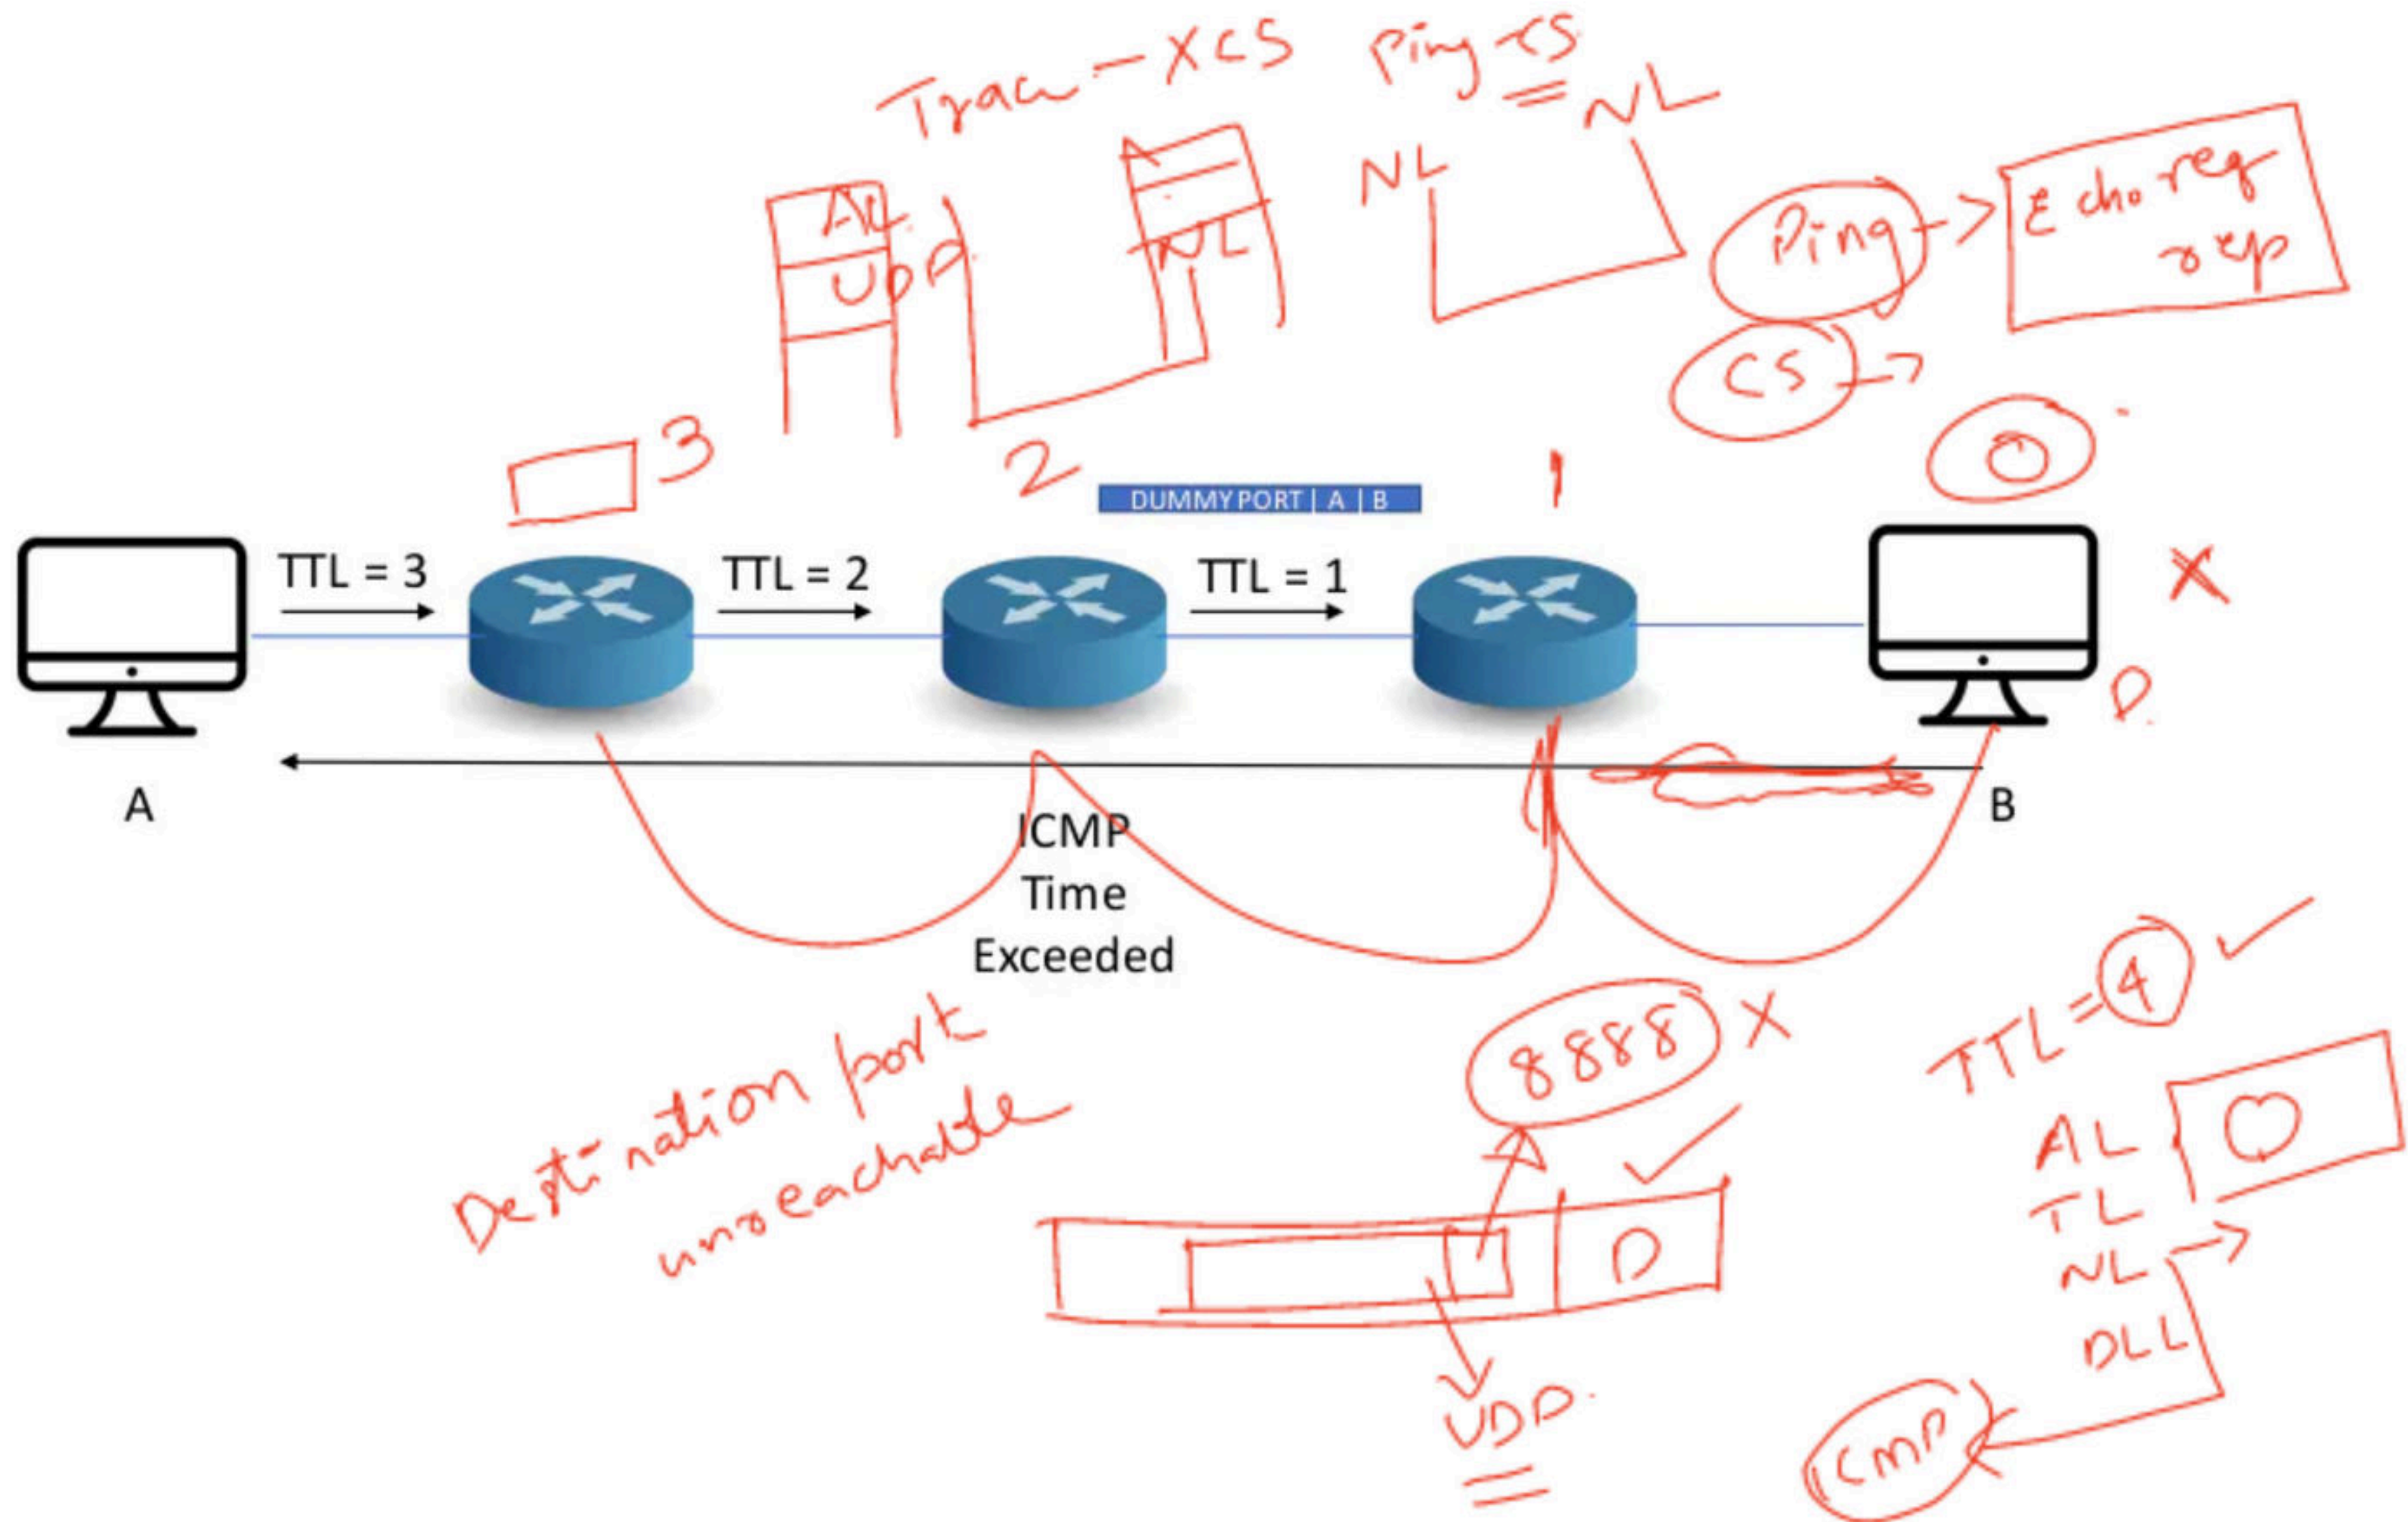 Trace - XCS Ping CS
NL
NL
AL
UDP
NL
Ping → Echo req
rep
CS →
3
2
1
DUMMY PORT | A | B
TTL = 3
TTL = 2
TTL = 1
X
D
A
B
ICMP
Time
Exceeded
Destination port
unreachable
8888 X
D
UDP
TTL = 4
AL
TL
NL →
DLL
ICMP